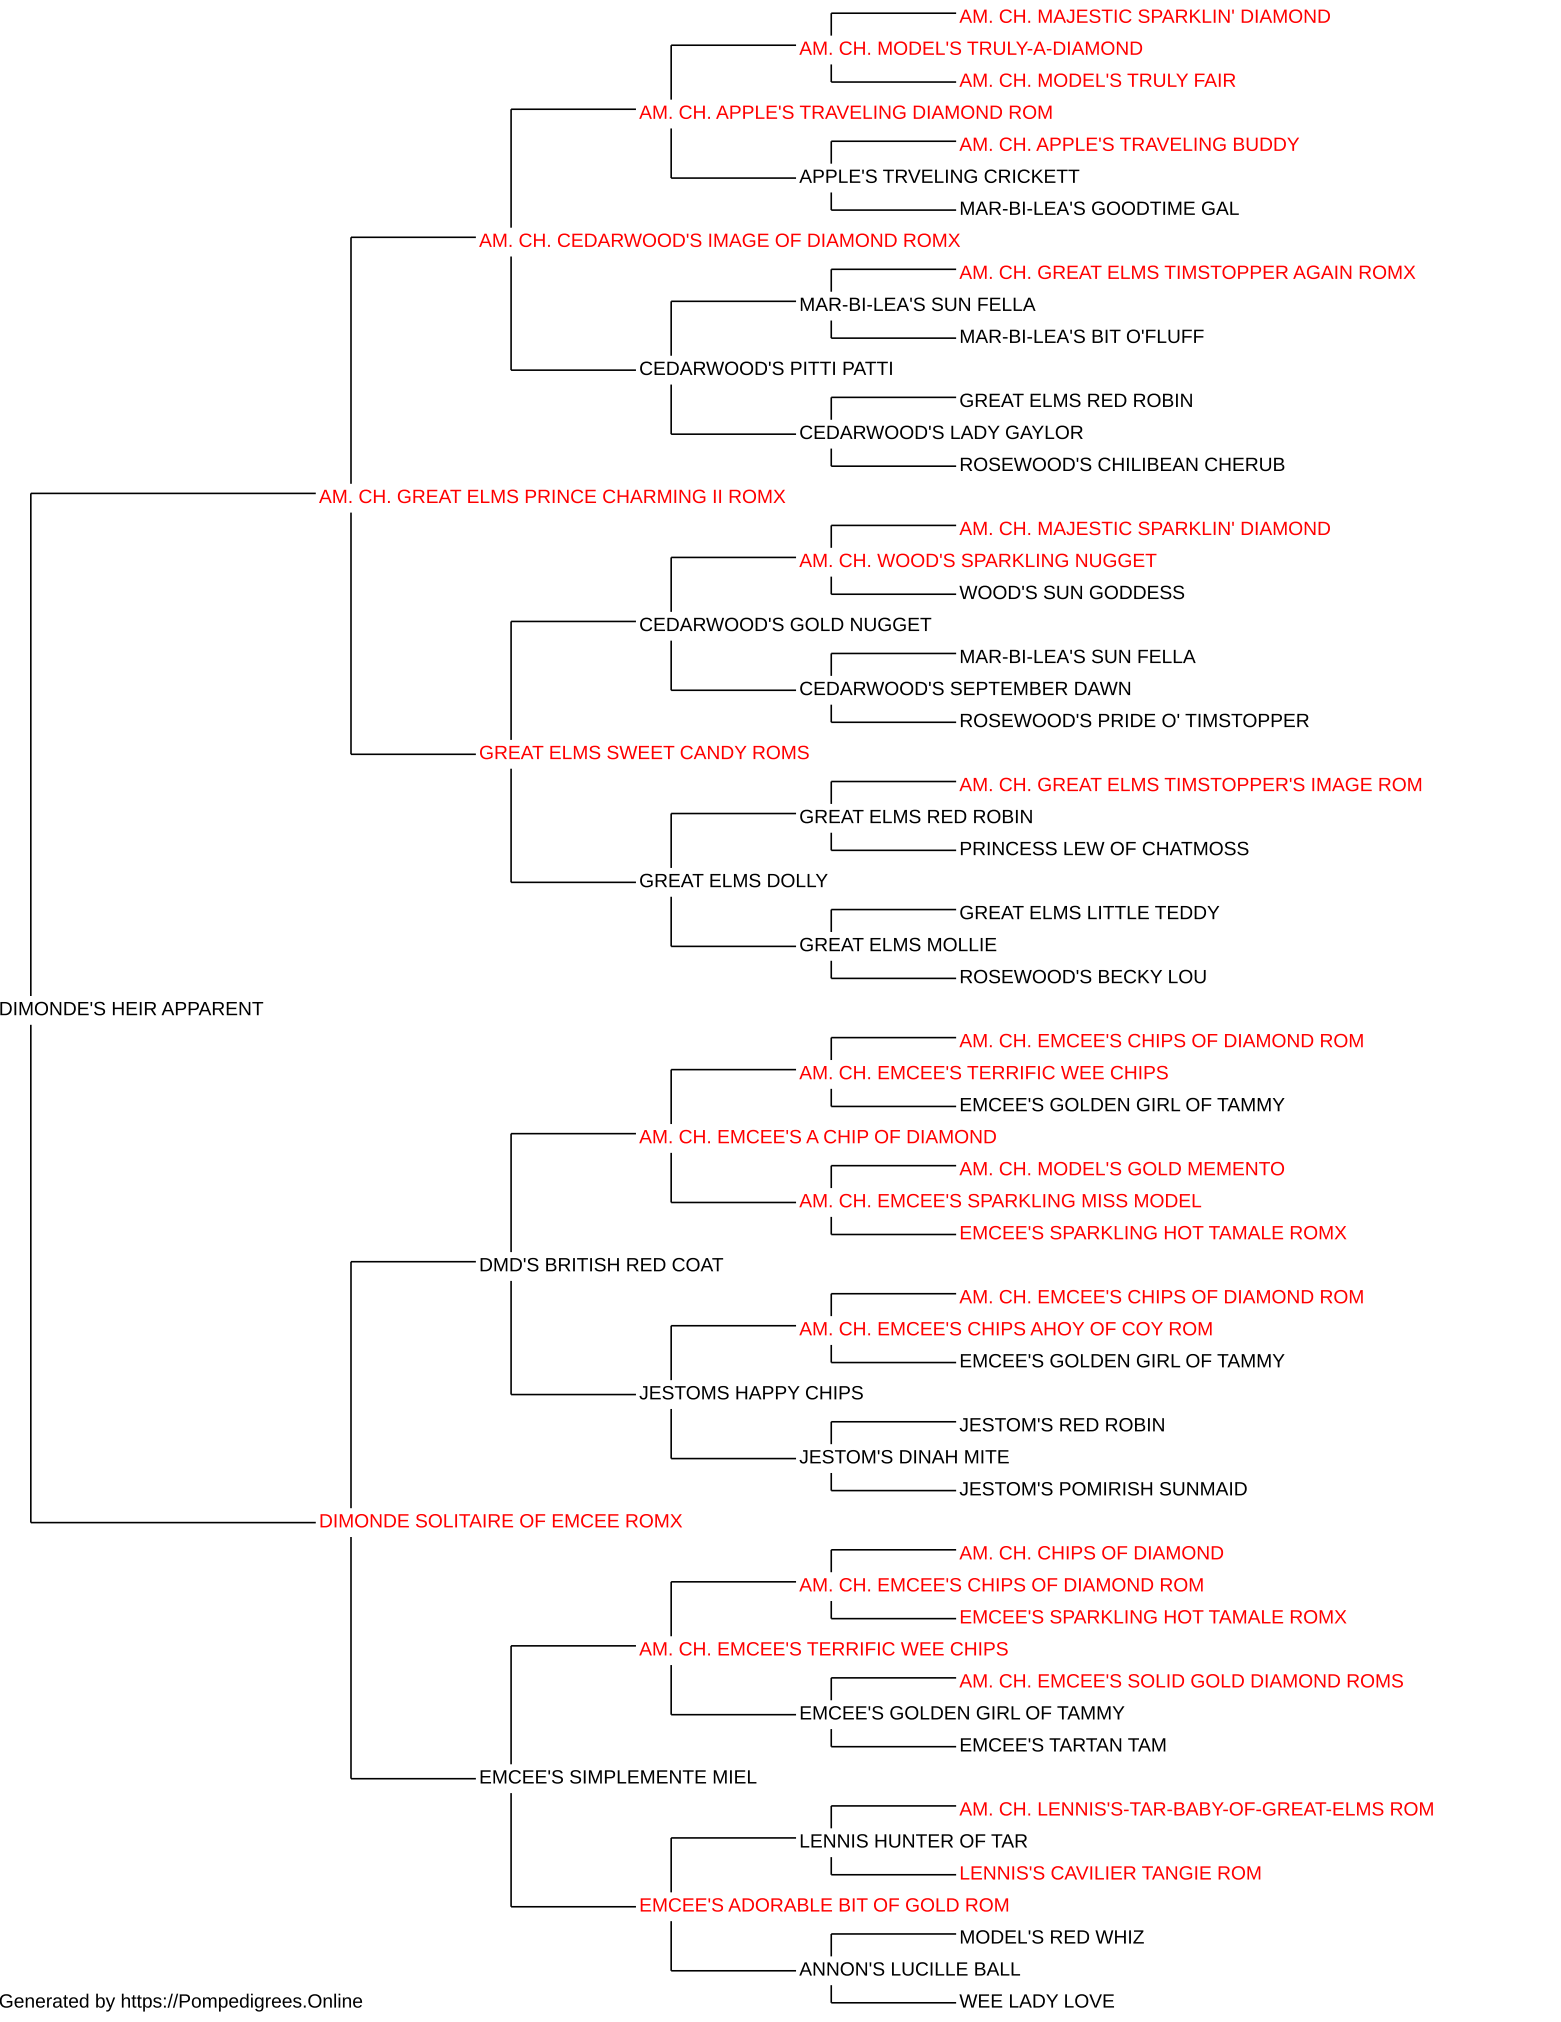 AM. CH. MAJESTIC SPARKLIN' DIAMOND
AM. CH. MODEL'S TRULY-A-DIAMOND
AM. CH. MODEL'S TRULY FAIR
AM. CH. APPLE'S TRAVELING DIAMOND ROM
AM. CH. APPLE'S TRAVELING BUDDY
APPLE'S TRVELING CRICKETT
MAR-BI-LEA'S GOODTIME GAL
AM. CH. CEDARWOOD'S IMAGE OF DIAMOND ROMX
AM. CH. GREAT ELMS TIMSTOPPER AGAIN ROMX
MAR-BI-LEA'S SUN FELLA
MAR-BI-LEA'S BIT O'FLUFF
CEDARWOOD'S PITTI PATTI
GREAT ELMS RED ROBIN
CEDARWOOD'S LADY GAYLOR
ROSEWOOD'S CHILIBEAN CHERUB
AM. CH. GREAT ELMS PRINCE CHARMING II ROMX
AM. CH. MAJESTIC SPARKLIN' DIAMOND
AM. CH. WOOD'S SPARKLING NUGGET
WOOD'S SUN GODDESS
CEDARWOOD'S GOLD NUGGET
MAR-BI-LEA'S SUN FELLA
CEDARWOOD'S SEPTEMBER DAWN
ROSEWOOD'S PRIDE O' TIMSTOPPER
GREAT ELMS SWEET CANDY ROMS
AM. CH. GREAT ELMS TIMSTOPPER'S IMAGE ROM
GREAT ELMS RED ROBIN
PRINCESS LEW OF CHATMOSS
GREAT ELMS DOLLY
GREAT ELMS LITTLE TEDDY
GREAT ELMS MOLLIE
ROSEWOOD'S BECKY LOU
DIMONDE'S HEIR APPARENT
AM. CH. EMCEE'S CHIPS OF DIAMOND ROM
AM. CH. EMCEE'S TERRIFIC WEE CHIPS
EMCEE'S GOLDEN GIRL OF TAMMY
AM. CH. EMCEE'S A CHIP OF DIAMOND
AM. CH. MODEL'S GOLD MEMENTO
AM. CH. EMCEE'S SPARKLING MISS MODEL
EMCEE'S SPARKLING HOT TAMALE ROMX
DMD'S BRITISH RED COAT
AM. CH. EMCEE'S CHIPS OF DIAMOND ROM
AM. CH. EMCEE'S CHIPS AHOY OF COY ROM
EMCEE'S GOLDEN GIRL OF TAMMY
JESTOMS HAPPY CHIPS
JESTOM'S RED ROBIN
JESTOM'S DINAH MITE
JESTOM'S POMIRISH SUNMAID
DIMONDE SOLITAIRE OF EMCEE ROMX
AM. CH. CHIPS OF DIAMOND
AM. CH. EMCEE'S CHIPS OF DIAMOND ROM
EMCEE'S SPARKLING HOT TAMALE ROMX
AM. CH. EMCEE'S TERRIFIC WEE CHIPS
AM. CH. EMCEE'S SOLID GOLD DIAMOND ROMS
EMCEE'S GOLDEN GIRL OF TAMMY
EMCEE'S TARTAN TAM
EMCEE'S SIMPLEMENTE MIEL
AM. CH. LENNIS'S-TAR-BABY-OF-GREAT-ELMS ROM
LENNIS HUNTER OF TAR
LENNIS'S CAVILIER TANGIE ROM
EMCEE'S ADORABLE BIT OF GOLD ROM
MODEL'S RED WHIZ
ANNON'S LUCILLE BALL
WEE LADY LOVE
Generated by https://Pompedigrees.Online